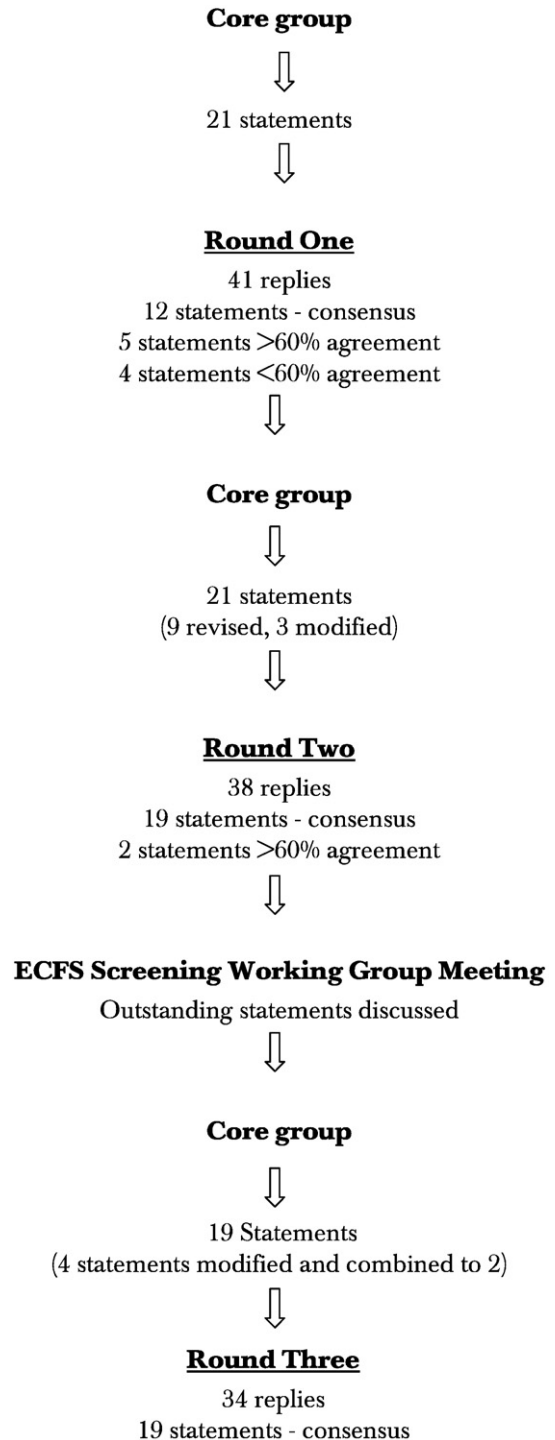 Core group
21 statements
Round One
41 replies
12 statements - consensus
5 statements >60% agreement
4 statements <60% agreement
Core group
21 statements
(9 revised, 3 modified)
Round Two
38 replies
19 statements - consensus
2 statements >60% agreement
ECFS Screening Working Group Meeting
Outstanding statements discussed
Core group
19 Statements
(4 statements modified and combined to 2)
Round Three
34 replies
19 statements - consensus